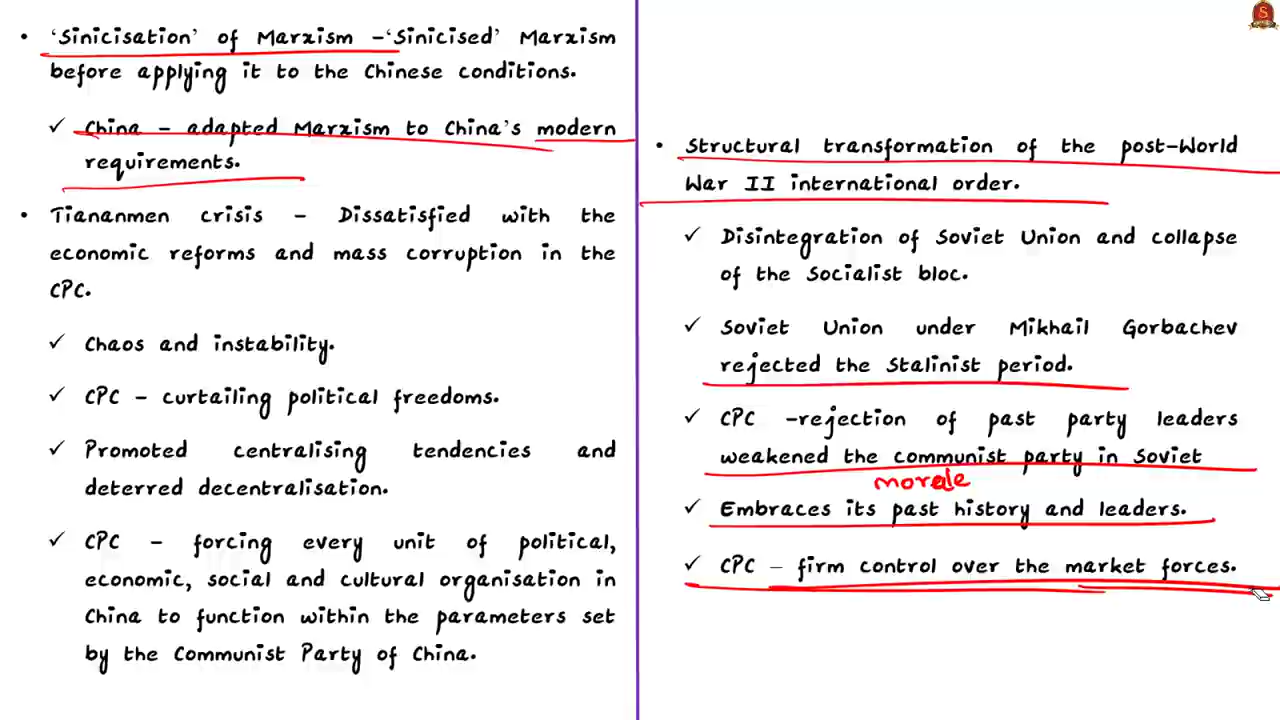 • 'Sinicisation' of Marxism -'Sinicised' Marxism
before applying it to the Chinese conditions.
✓ China - adapted Marxism to China's modern
requirements.
• Tiananmen crisis - Dissatisfied with the
economic reforms and mass corruption in the
CPC.
✓ Chaos and instability.
✓ CPC - curtailing political freedoms.
✓ Promoted centralising tendencies and
deterred decentralisation.
✓ CPC - forcing every unit of political,
economic, social and cultural organisation in
China to function within the parameters set
by the Communist Party of China.
• Structural transformation of the post-World
War II international order.
✓ Disintegration of Soviet Union and collapse
of the Socialist bloc.
✓ Soviet Union under Mikhail Gorbachev
rejected the Stalinist period.
✓ CPC -rejection of past party leaders
weakened the communist party in Soviet
morale
✓ Embraces its past history and leaders.
✓ CPC – firm control over the market forces.